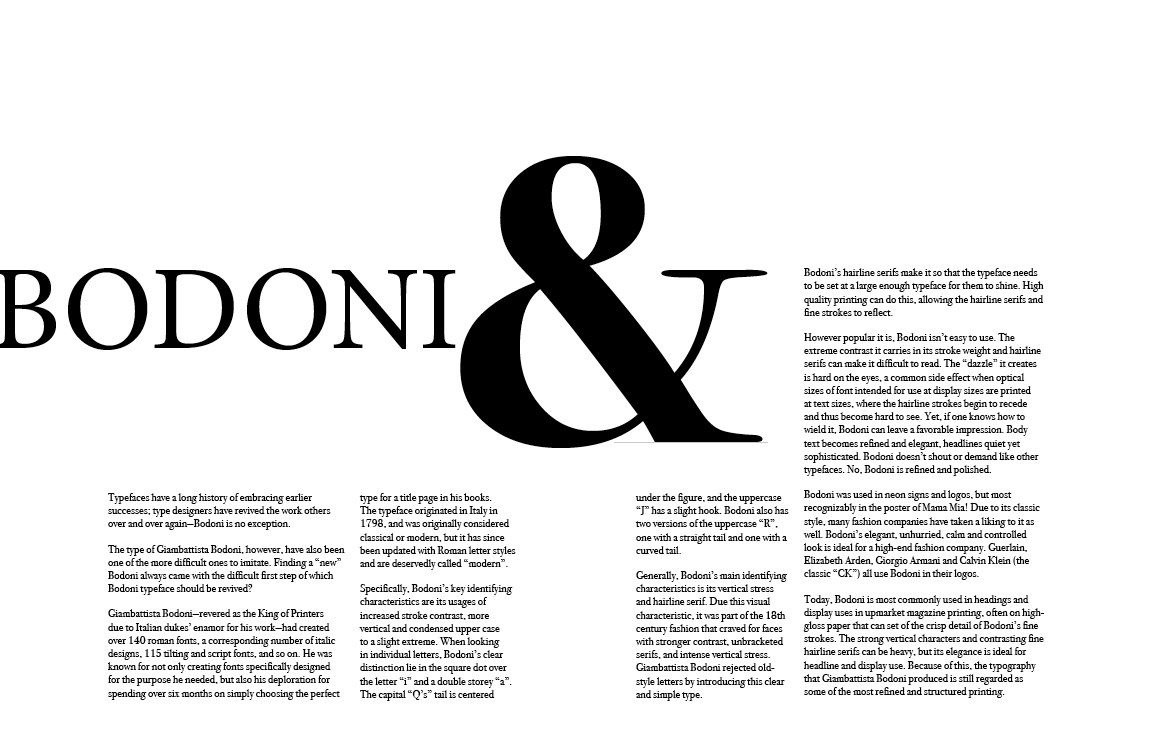 BODONI &
Typefaces have a long history of embracing earlier
successes; type designers have revived the work others
over and over again—Bodoni is no exception.
The type of Giambattista Bodoni, however, have also been
one of the more difficult ones to imitate. Finding a “new”
Bodoni always came with the difficult first step of which
Bodoni typeface should be revived?
Giambattista Bodoni—revered as the King of Printers
due to Italian dukes’ enamor for his work—had created
over 140 roman fonts, a corresponding number of italic
designs, 115 tilting and script fonts, and so on. He was
known for not only creating fonts specifically designed
for the purpose he needed, but also his deploration for
spending over six months on simply choosing the perfect
type for a title page in his books.
The typeface originated in Italy in
1798, and was originally considered
classical or modern, but it has since
been updated with Roman letter styles
and are deservedly called “modern”.
Specifically, Bodoni’s key identifying
characteristics are its usages of
increased stroke contrast, more
vertical and condensed upper case
to a slight extreme. When looking
in individual letters, Bodoni’s clear
distinction lie in the square dot over
the letter “i” and a double storey “a”.
The capital “Q’s” tail is centered
under the figure, and the uppercase
“J” has a slight hook. Bodoni also has
two versions of the uppercase “R”,
one with a straight tail and one with a
curved tail.
Generally, Bodoni’s main identifying
characteristics is its vertical stress
and hairline serif. Due this visual
characteristic, it was part of the 18th
century fashion that craved for faces
with stronger contrast, unbracketed
serifs, and intense vertical stress.
Giambattista Bodoni rejected old-
style letters by introducing this clear
and simple type.
Bodoni’s hairline serifs make it so that the typeface needs
to be set at a large enough typeface for them to shine. High
quality printing can do this, allowing the hairline serifs and
fine strokes to reflect.
However popular it is, Bodoni isn’t easy to use. The
extreme contrast it carries in its stroke weight and hairline
serifs can make it difficult to read. The “dazzle” it creates
is hard on the eyes, a common side effect when optical
sizes of font intended for use at display sizes are printed
at text sizes, where the hairline strokes begin to recede
and thus become hard to see. Yet, if one knows how to
wield it, Bodoni can leave a favorable impression. Body
text becomes refined and elegant, headlines quiet yet
sophisticated. Bodoni doesn’t shout or demand like other
typefaces. No, Bodoni is refined and polished.
Bodoni was used in neon signs and logos, but most
recognizably in the poster of Mama Mia! Due to its classic
style, many fashion companies have taken a liking to it as
well. Bodoni’s elegant, unhurried, calm and controlled
look is ideal for a high-end fashion company. Guerlain,
Elizabeth Arden, Giorgio Armani and Calvin Klein (the
classic “CK”) all use Bodoni in their logos.
Today, Bodoni is most commonly used in headings and
display uses in upmarket magazine printing, often on high-
gloss paper that can set of the crisp detail of Bodoni’s fine
strokes. The strong vertical characters and contrasting fine
hairline serifs can be heavy, but its elegance is ideal for
headline and display use. Because of this, the typography
that Giambattista Bodoni produced is still regarded as
some of the most refined and structured printing.